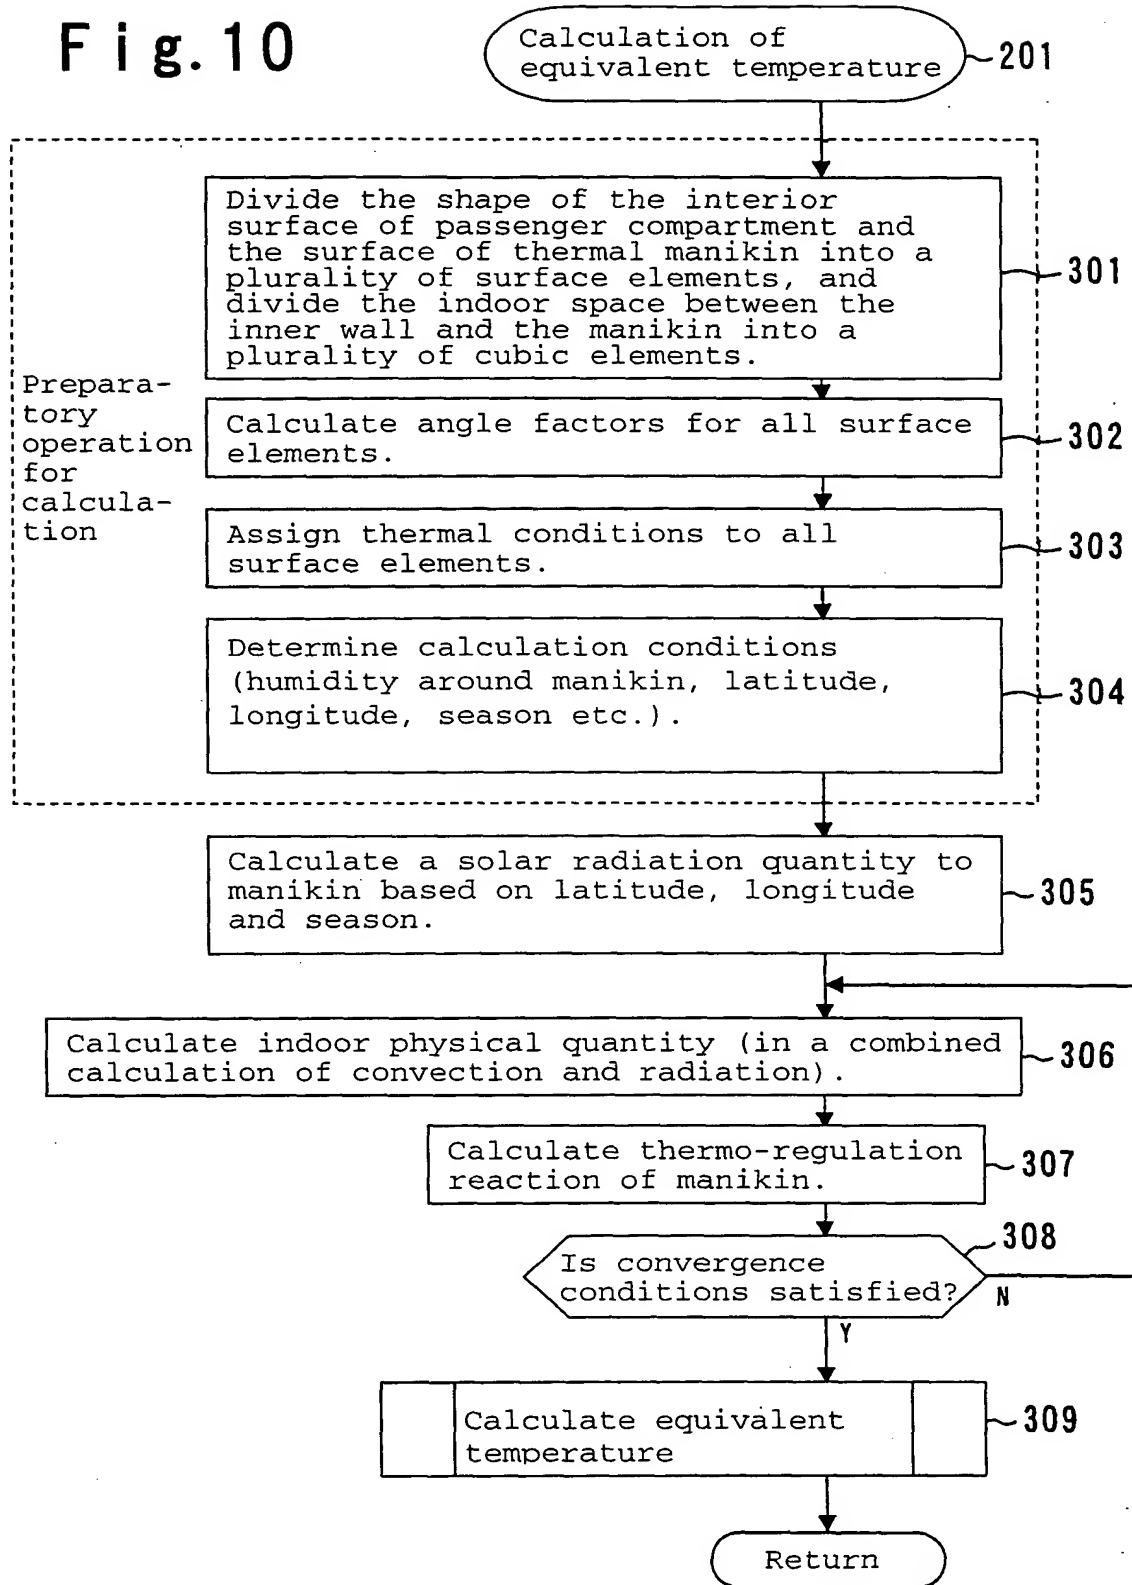 Fig. 10
Calculation of
equivalent temperature
201
Divide the shape of the interior
surface of passenger compartment and
the surface of thermal manikin into a
plurality of surface elements, and
divide the indoor space between the
inner wall and the manikin into a
plurality of cubic elements.
301
Prepara-
tory
operation
for
calcula-
tion
Calculate angle factors for all surface
elements.
302
Assign thermal conditions to all
surface elements.
303
Determine calculation conditions
(humidity around manikin, latitude,
longitude, season etc.).
304
Calculate a solar radiation quantity to
manikin based on latitude, longitude
and season.
305
Calculate indoor physical quantity (in a combined
calculation of convection and radiation).
306
Calculate thermo-regulation
reaction of manikin.
307
Is convergence
conditions satisfied?
308
N
Y
Calculate equivalent
temperature
309
Return